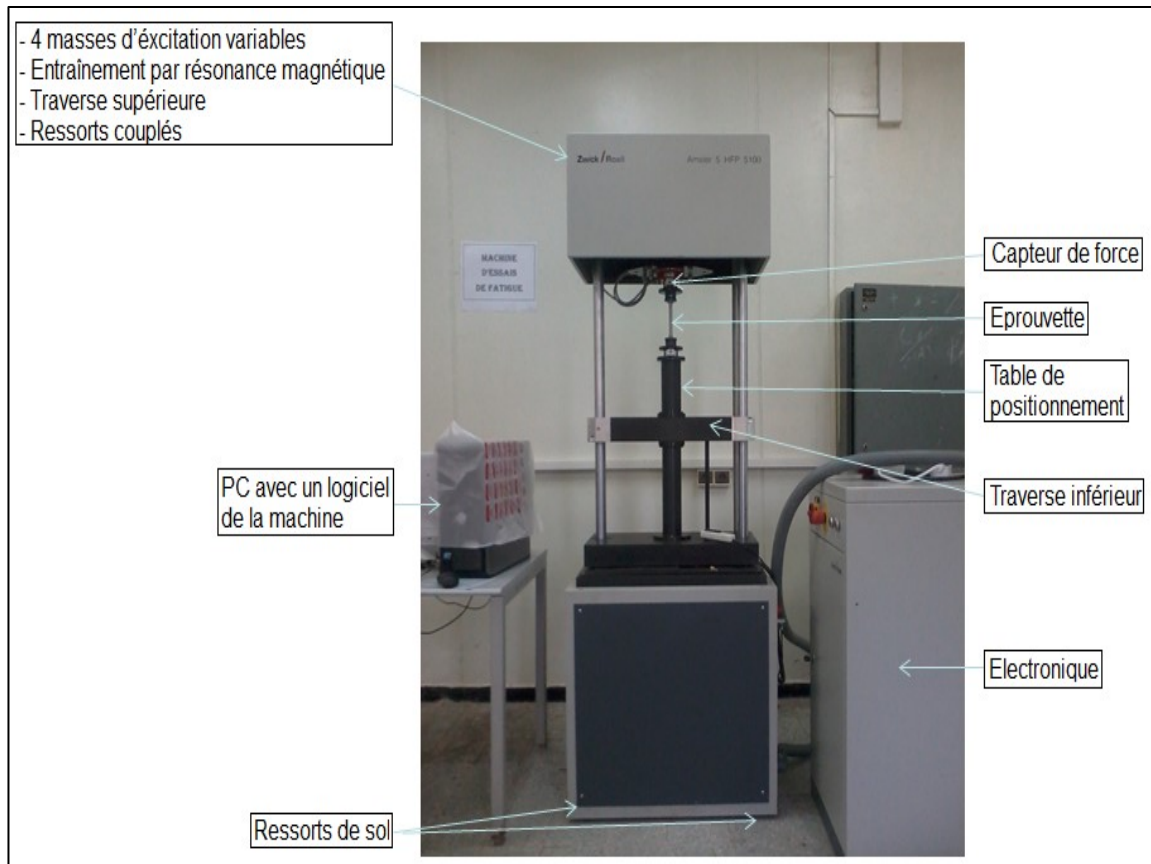 - 4 masses d'éxcitation variables
- Entraînement par résonance magnétique
- Traverse supérieure
- Ressorts couplés
Zwick / Roell
Amsler 5 HFP 5100
MACHINE
D'ESSAIS
DE FATIGUE
Capteur de force
Eprouvette
Table de
positionnement
Traverse inférieur
PC avec un logiciel
de la machine
Electronique
Ressorts de sol